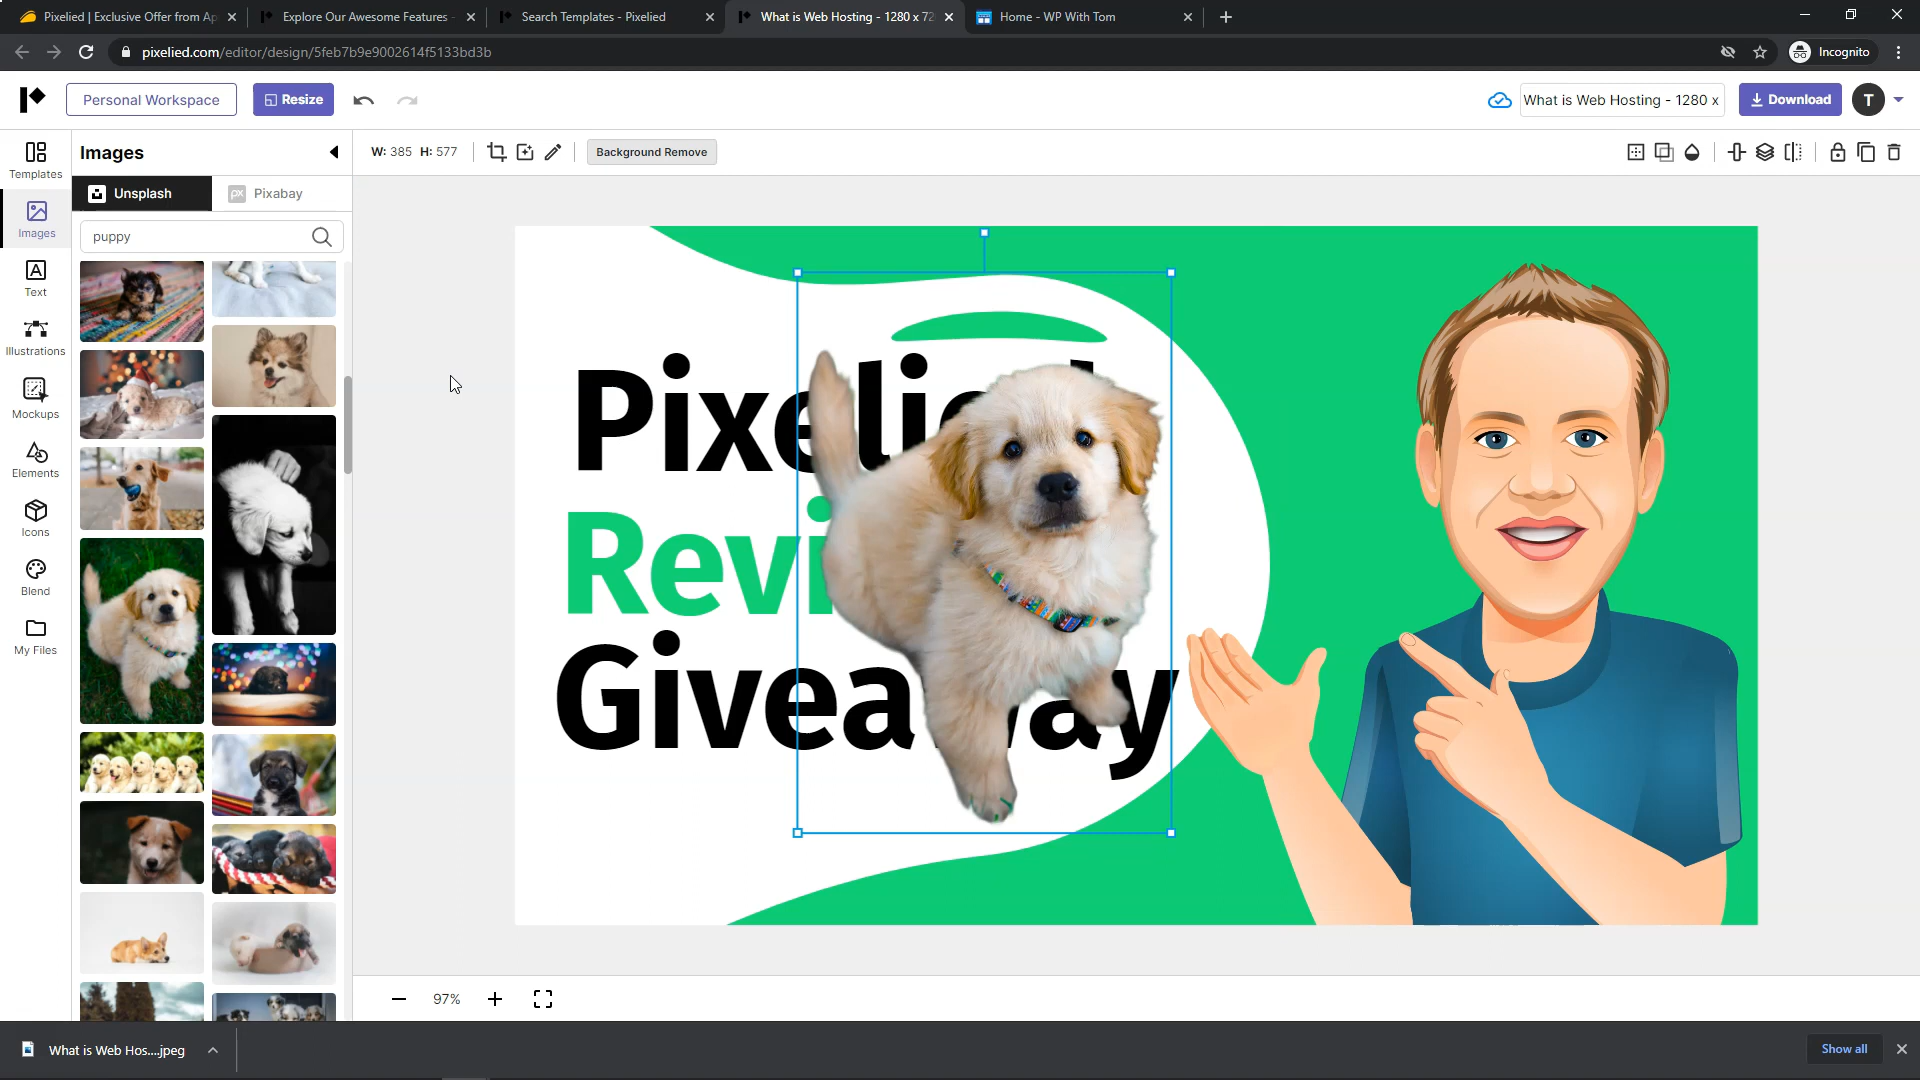 Pixelied | Exclusive Offer from Ap
Explore Our Awesome Features -
Search Templates - Pixelied
What is Web Hosting - 1280 x 72
Home - WP With Tom
pixelied.com/editor/design/5feb7b9e9002614f5133bd3b
Incognito
Personal Workspace
Resize
What is Web Hosting - 1280 x
Download
T
Templates
Images
W: 385 H: 577
Background Remove
Unsplash
px Pixabay
Images
puppy
Text
Illustrations
Mockups
Elements
Icons
Blend
My Files
Pixelied
Revi
Giveaway
97%
What is Web Hos....jpeg
Show all